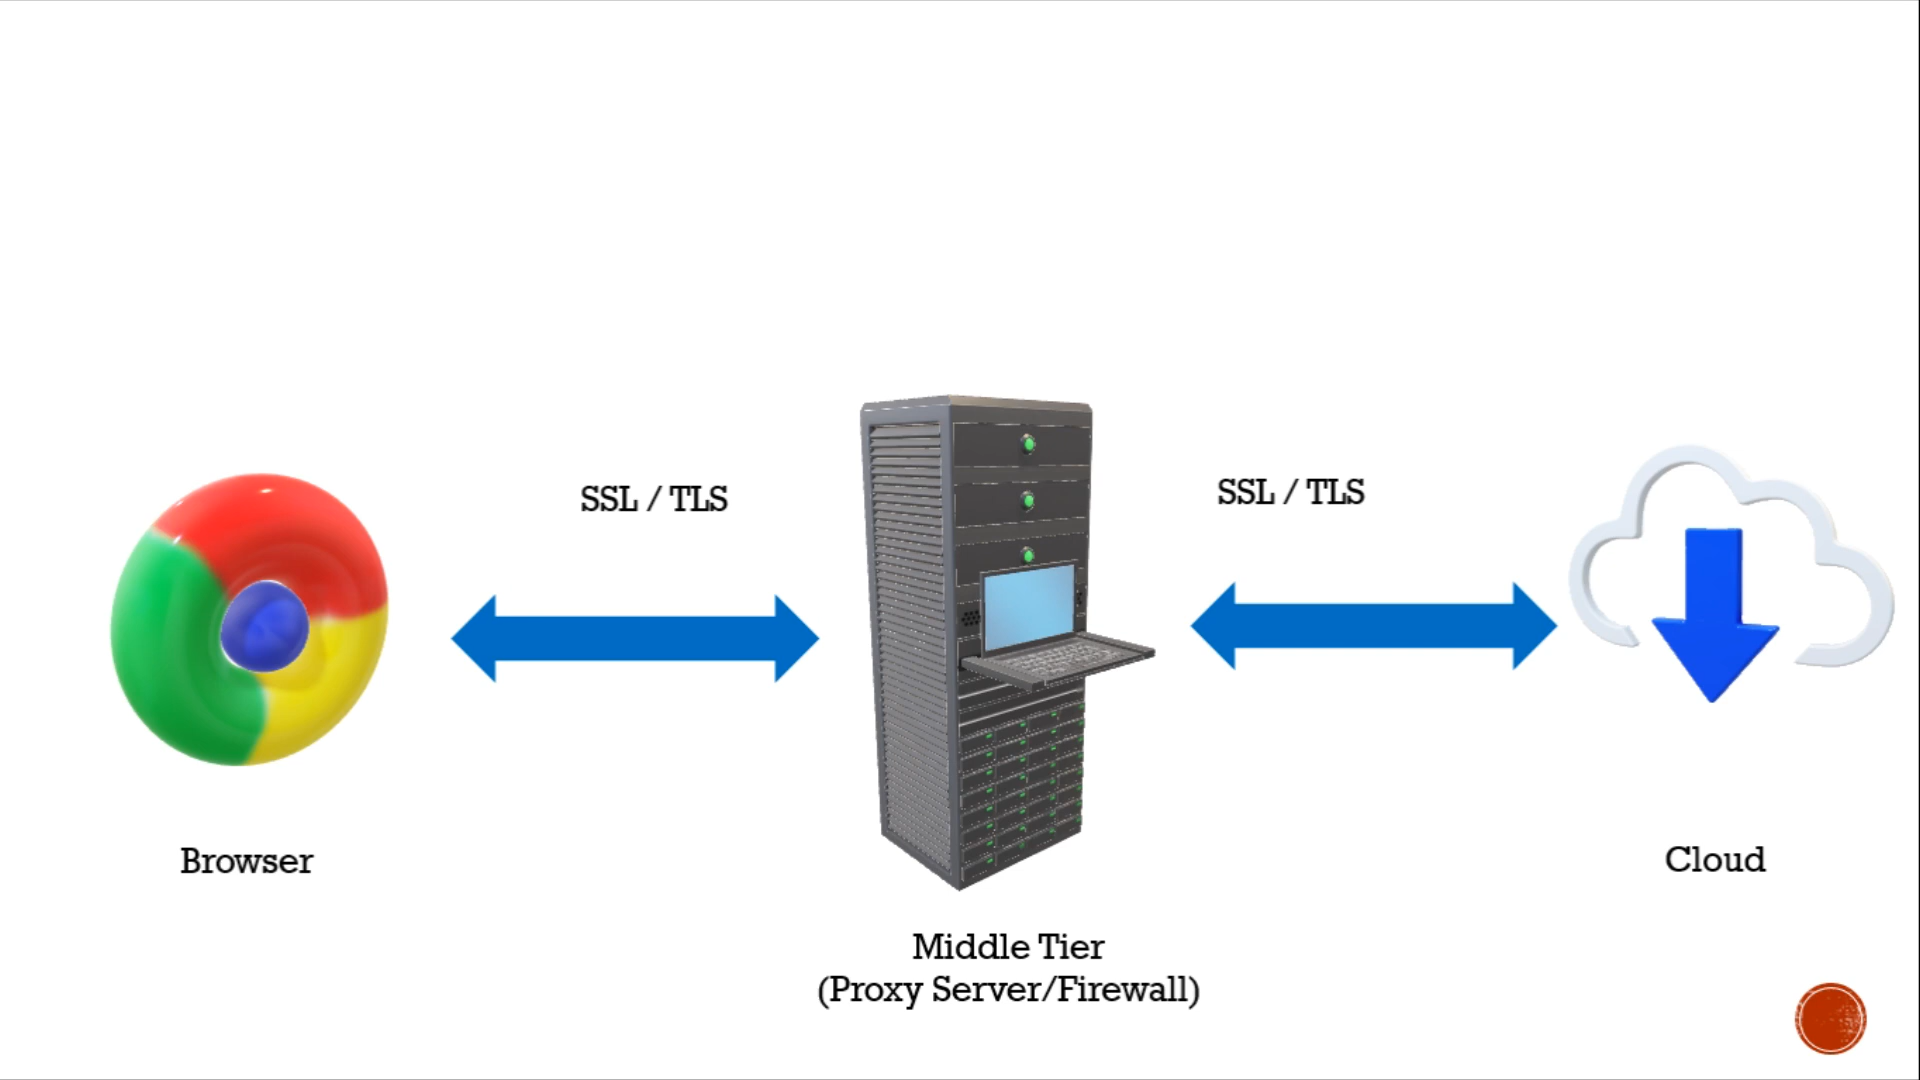 SSL / TLS
SSL / TLS
Browser
Cloud
Middle Tier
(Proxy Server/Firewall)